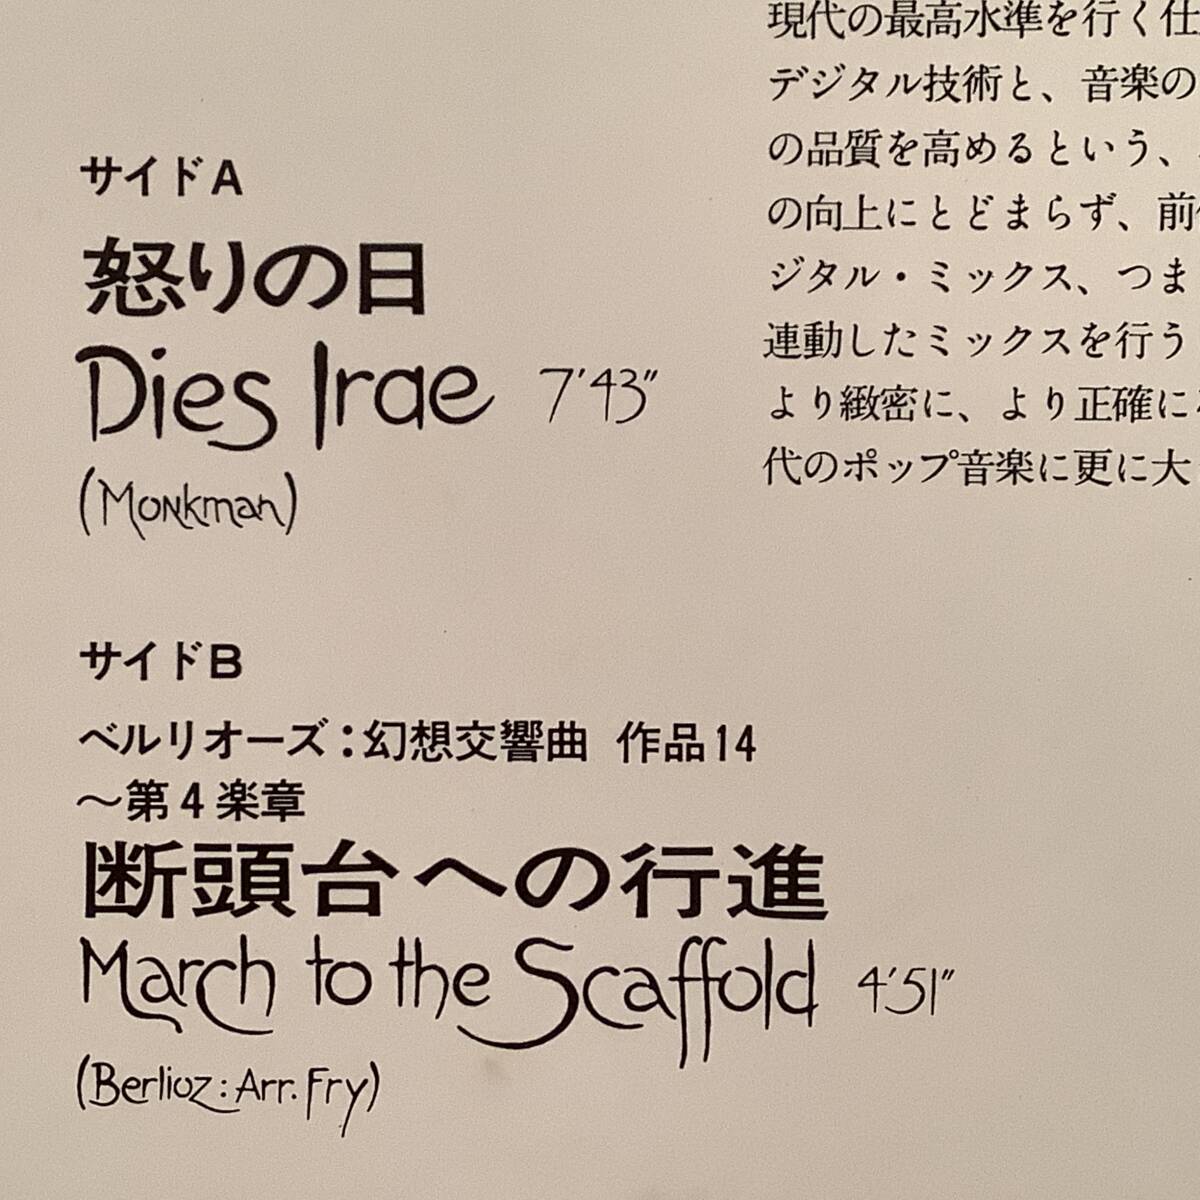 サイドA
怒りの日
Dies Irae 7'43"
(Monkman)
サイドB
ベルリオーズ:幻想交響曲 作品14
～第4楽章
断頭台への行進
March to the Scaffold 4'51"
(Berlioz: Arr. Fry)
現代の最高水準を行く仕
デジタル技術と、音楽の
の品質を高めるという、
の向上にとどまらず、前
ジタル・ミックス、つま
連動したミックスを行う
より緻密に、より正確に
代のポップ音楽に更に大